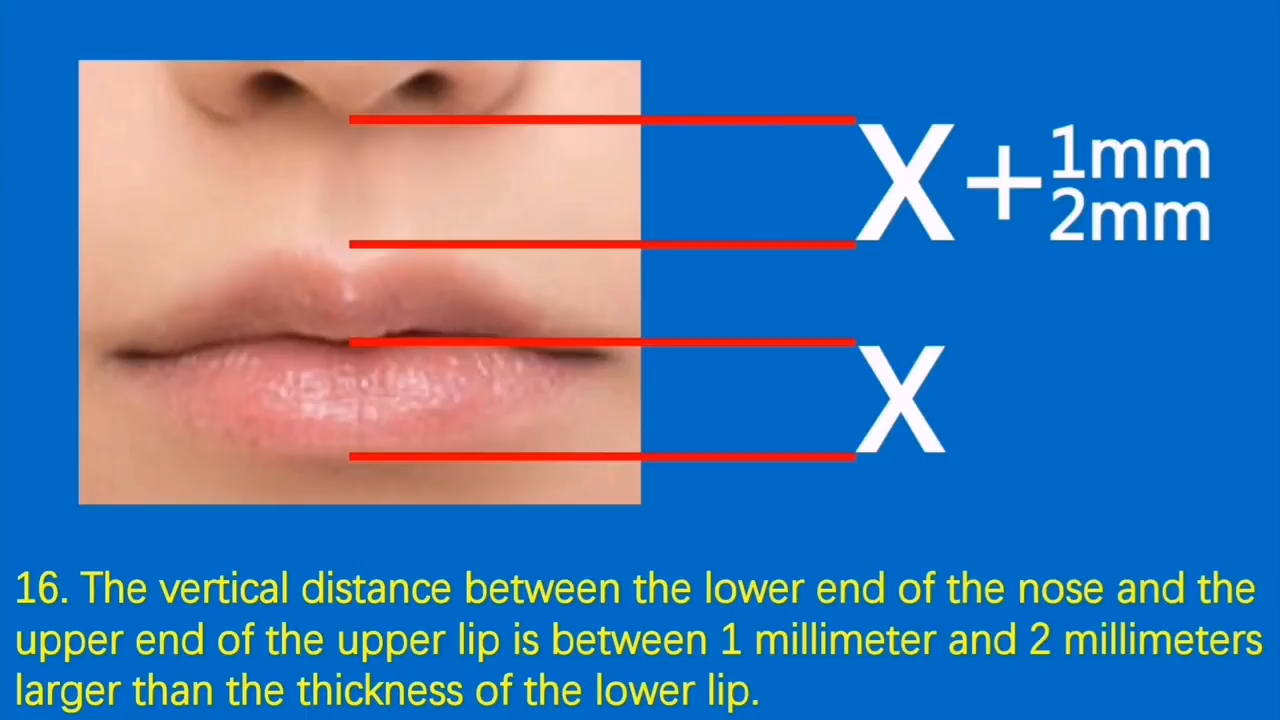 X+1mm
2mm
X
16. The vertical distance between the lower end of the nose and the
upper end of the upper lip is between 1 millimeter and 2 millimeters
larger than the thickness of the lower lip.